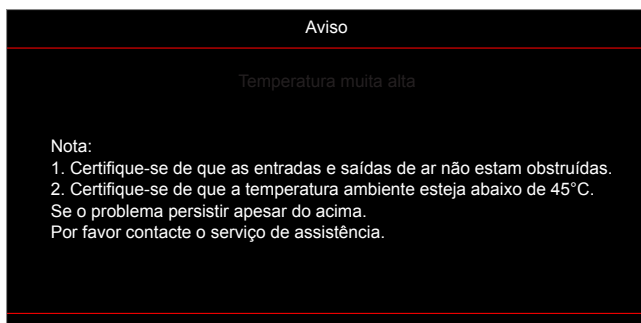 Aviso
Temperatura muita alta
Nota:
1. Certifique-se de que as entradas e saídas de ar não estam obstruídas.
2. Certifique-se de que a temperatura ambiente esteja abaixo de 45°C.
Se o problema persistir apesar do acima.
Por favor contacte o serviço de assistência.